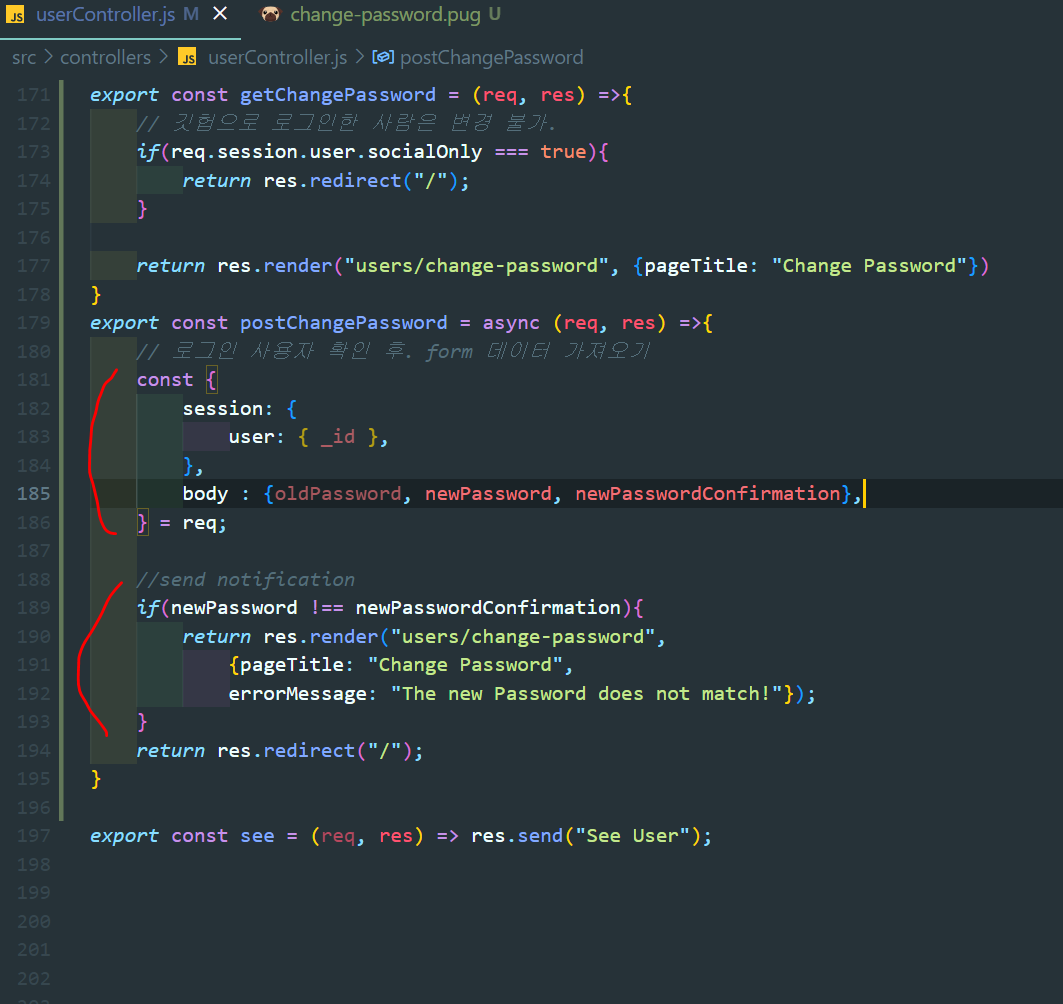 JS userController.js M × change-password.pug U
src > controllers > JS userController.js > postChangePassword
171 export const getChangePassword = (req, res) =>{
172 // 깃헙으로 로그인한 사람은 변경 불가.
173 if(req.session.user.socialOnly === true){
174 return res.redirect("/");
175 }
176
177 return res.render("users/change-password", {pageTitle: "Change Password"})
178 }
179 export const postChangePassword = async (req, res) =>{
180 // 로그인 사용자 확인 후. form 데이터 가져오기
181 const {
182 session: {
183 user: { _id },
184 },
185 body : {oldPassword, newPassword, newPasswordConfirmation},
186 } = req;
187
188 //send notification
189 if(newPassword !== newPasswordConfirmation){
190 return res.render("users/change-password",
191 {pageTitle: "Change Password",
192 errorMessage: "The new Password does not match!"});
193 }
194 return res.redirect("/");
195 }
196
197 export const see = (req, res) => res.send("See User");
198
199
200
201
202
203